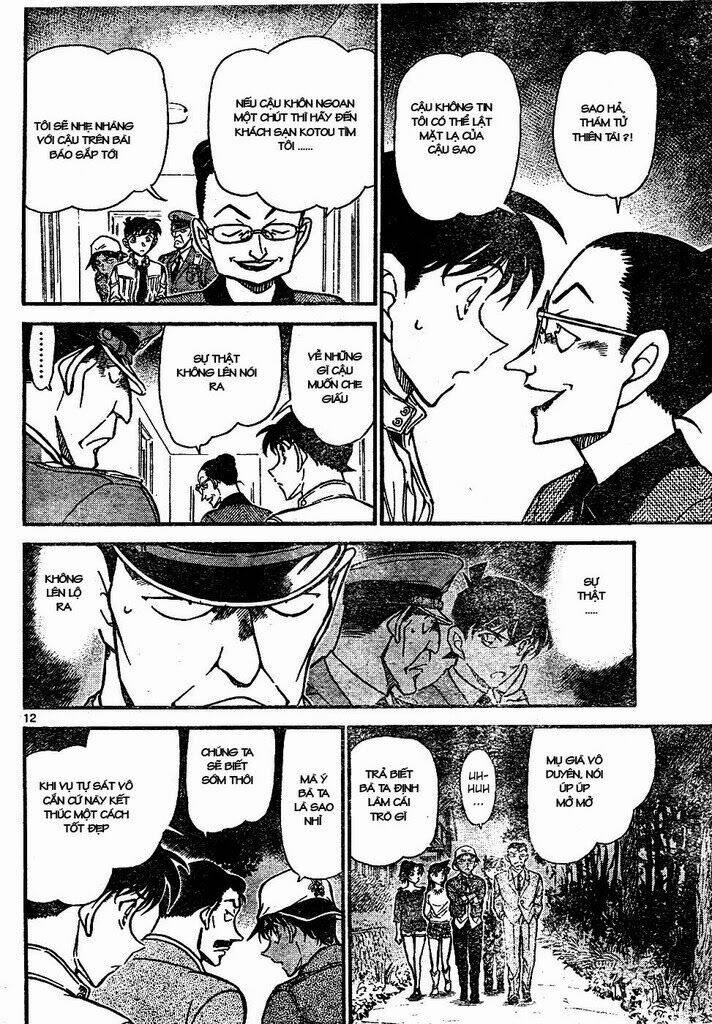 SAO HẢ,
THÁM TỬ
THIÊN TÀI ?!
CẬU KHÔNG TIN
TÔI CÓ THỂ LẬT
MẶT LẠ CỦA
CẬU SAO
NẾU CẬU KHÔN NGOAN
MỘT CHÚT THÌ HÃY ĐẾN
KHÁCH SẠN KOTOU TÌM
TÔI ......
TÔI SẼ NHẸ NHÀNG
VỚI CẬU TRÊN BÀI
BÁO SẮP TỚI
VỀ NHỮNG
GÌ CẬU
MUỐN CHE
GIẤU
SỰ THẬT
KHÔNG LÊN NÓI
RA
........
SỰ
THẬT
.....
KHÔNG
LÊN LỘ
RA
12
MỤ GIÀ VÔ
DUYÊN, NÓI
ÚP ÚP
MỞ MỞ
UH-
HUH
...
TRẢ BIẾT
BÀ TA ĐỊNH
LÀM CÁI
TRÒ GÌ
MÀ Ý
BÀ TA
LÀ SAO
NHỈ
CHÚNG TA
SẼ BIẾT
SỚM THÔI
KHI VỤ TỰ SÁT VÔ
CĂN CỨ NÀY KẾT
THÚC MỘT CÁCH
TỐT ĐẸP